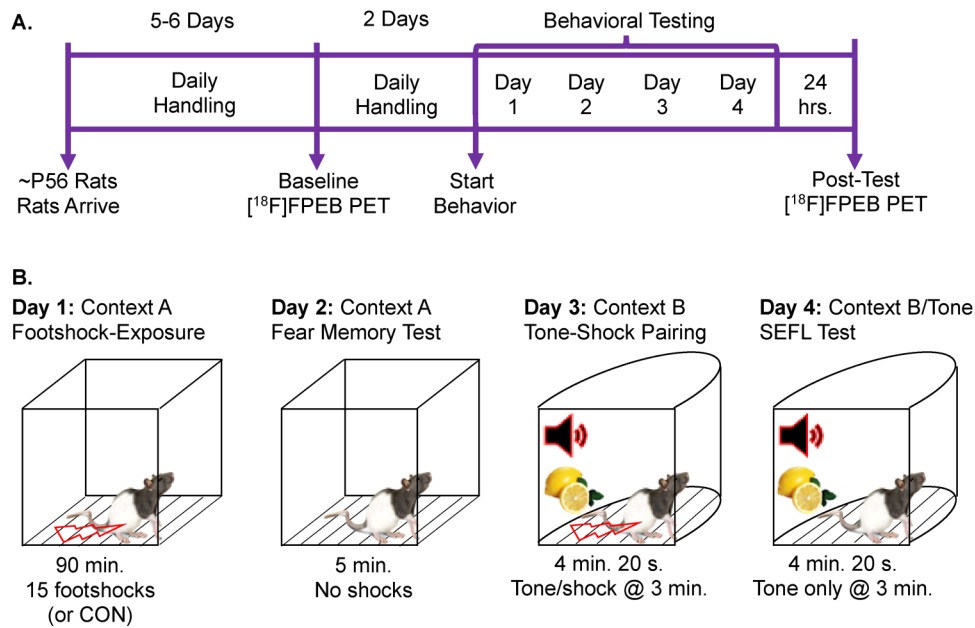 A.
5-6 Days
2 Days
Behavioral Testing
Daily
Handling
Daily
Handling
Day
1
Day
2
Day
3
Day
4
24
hrs.
~P56 Rats
Rats Arrive
Baseline
[¹⁸F]FPEB PET
Start
Behavior
Post-Test
[¹⁸F]FPEB PET
B.
Day 1: Context A
Footshock-Exposure
90 min.
15 footshocks
(or CON)
Day 2: Context A
Fear Memory Test
5 min.
No shocks
Day 3: Context B
Tone-Shock Pairing
4 min. 20 s.
Tone/shock @ 3 min.
Day 4: Context B/Tone
SEFL Test
4 min. 20 s.
Tone only @ 3 min.